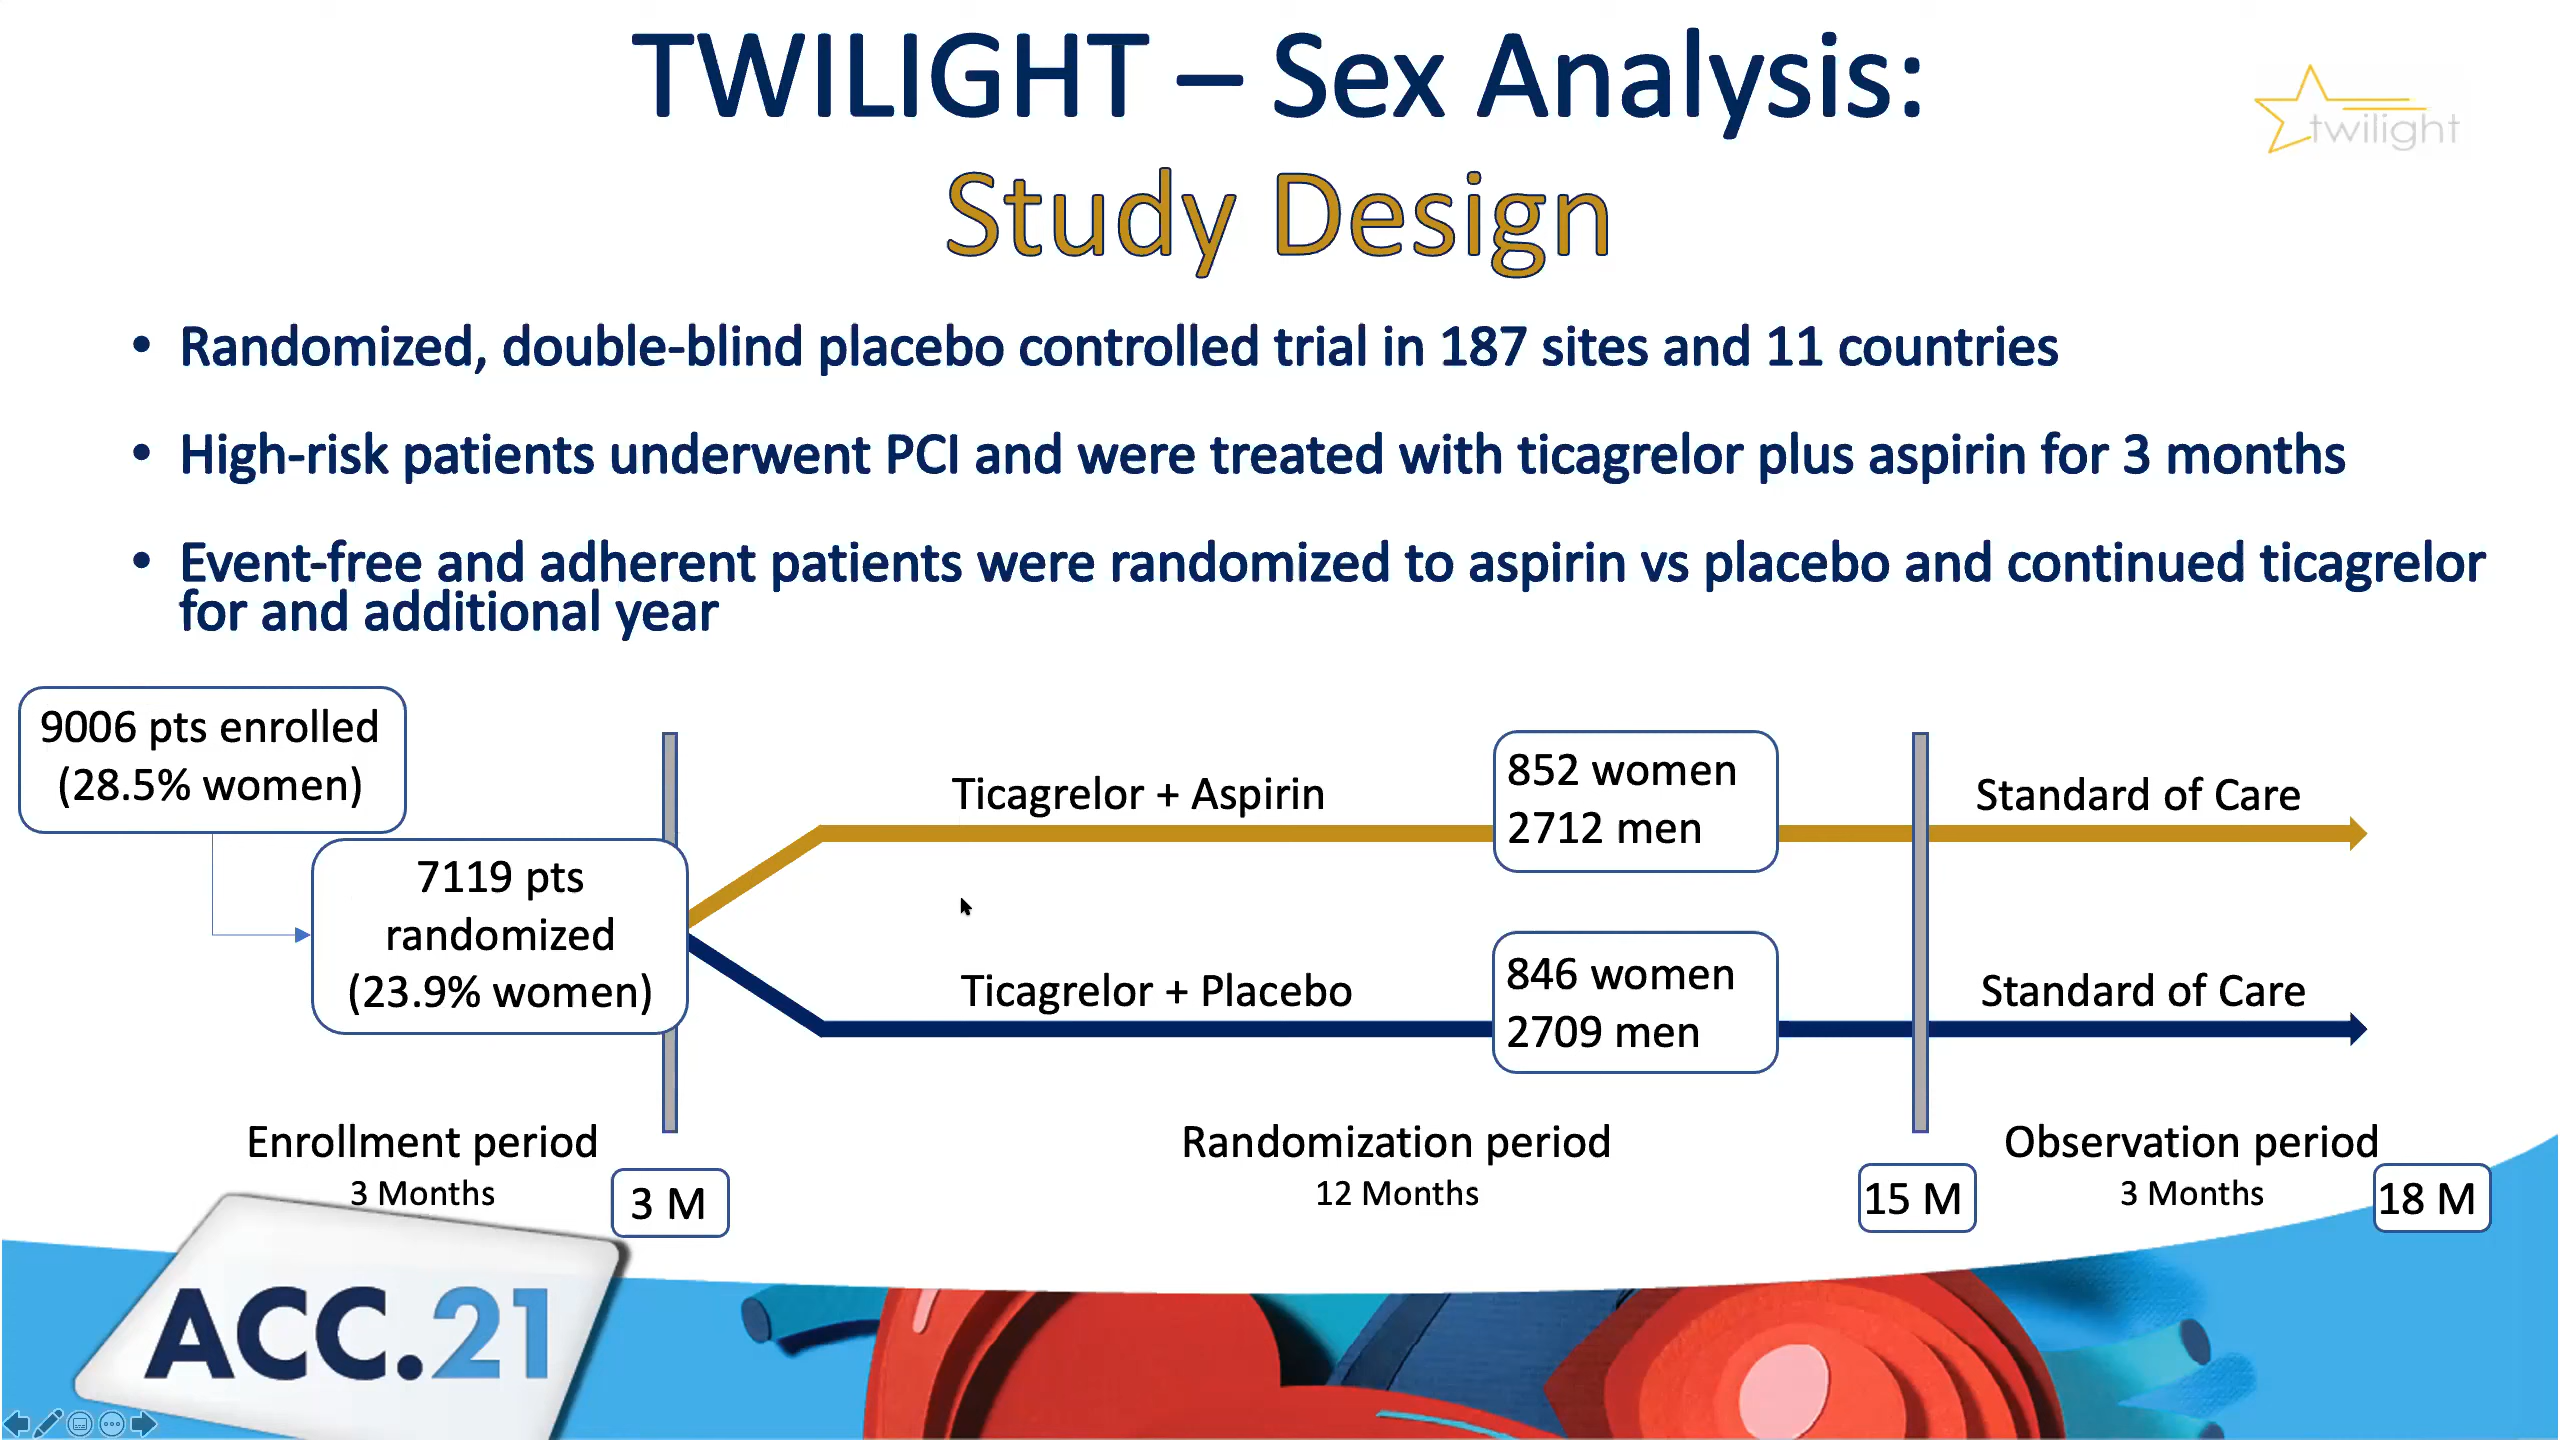 TWILIGHT – Sex Analysis:
Study Design
twilight
• Randomized, double-blind placebo controlled trial in 187 sites and 11 countries
• High-risk patients underwent PCI and were treated with ticagrelor plus aspirin for 3 months
• Event-free and adherent patients were randomized to aspirin vs placebo and continued ticagrelor
for and additional year
9006 pts enrolled
(28.5% women)
7119 pts
randomized
(23.9% women)
Ticagrelor + Aspirin
852 women
2712 men
Standard of Care
Ticagrelor + Placebo
846 women
2709 men
Standard of Care
Enrollment period
3 Months
3 M
Randomization period
12 Months
15 M
Observation period
3 Months
18 M
ACC.21